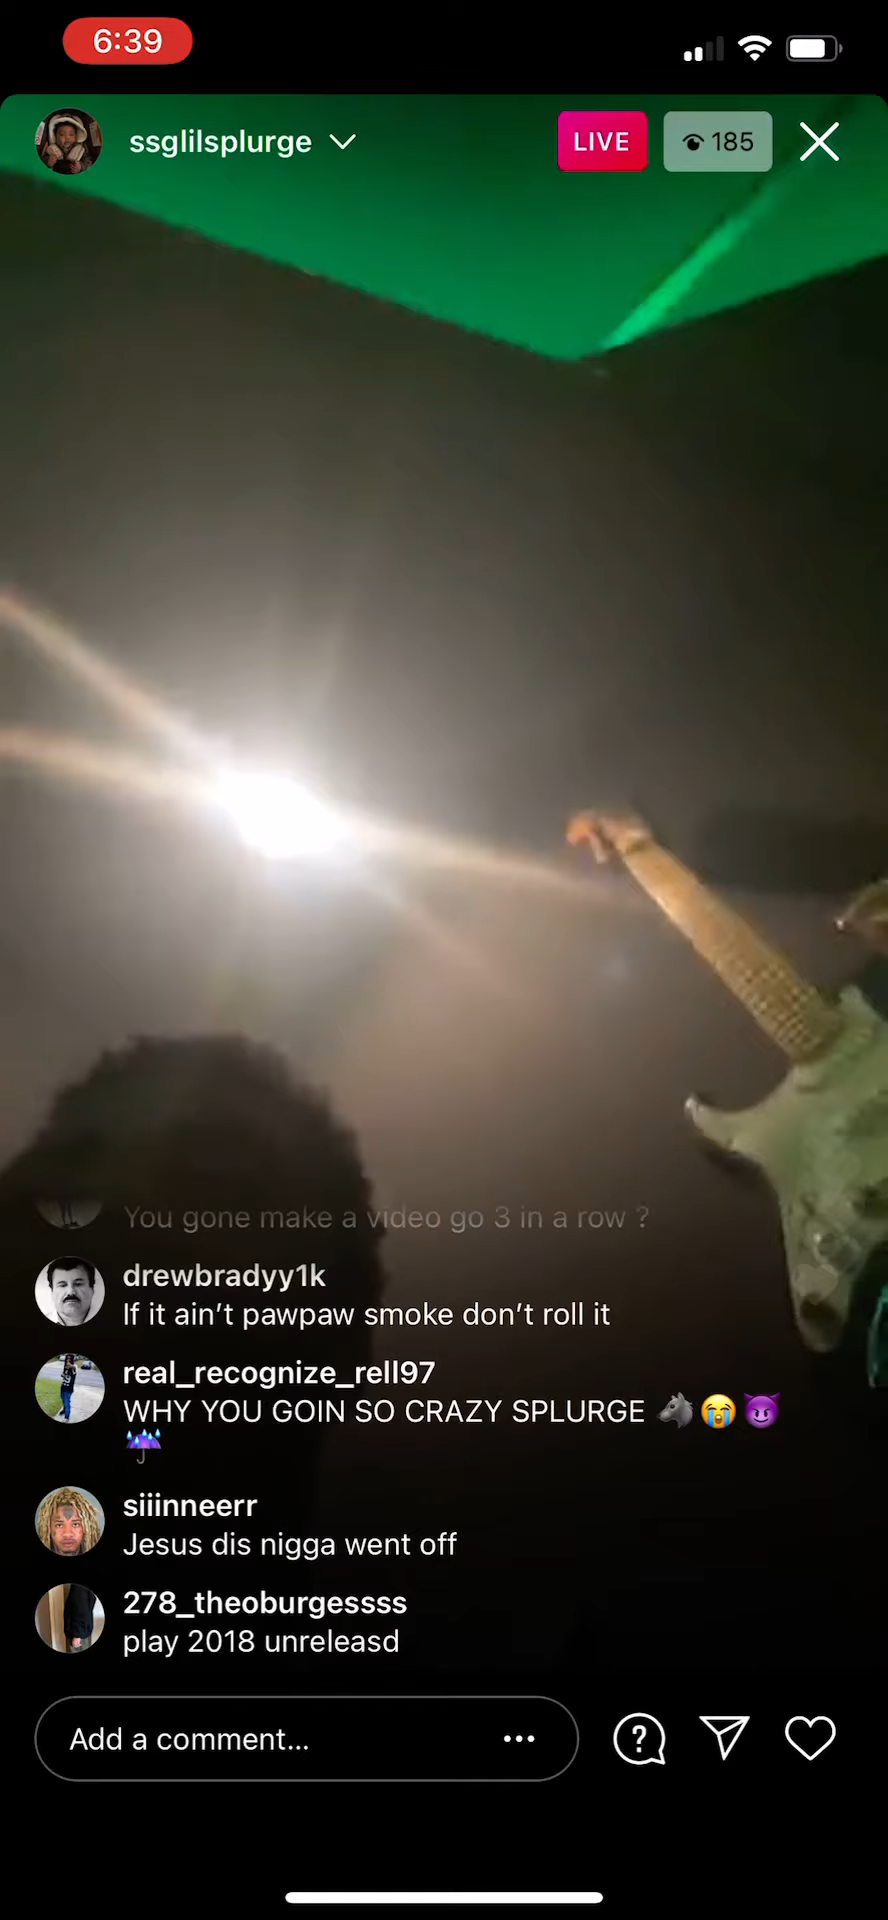 6:39
ssglilsplurge
LIVE
185
You gone make a video go 3 in a row ?
drewbradyy1k
If it ain’t pawpaw smoke don’t roll it
real_recognize_rell97
WHY YOU GOIN SO CRAZY SPLURGE 🐺😭😈
☔
siiinneerr
Jesus dis nigga went off
278_theoburgessss
play 2018 unreleasd
Add a comment...